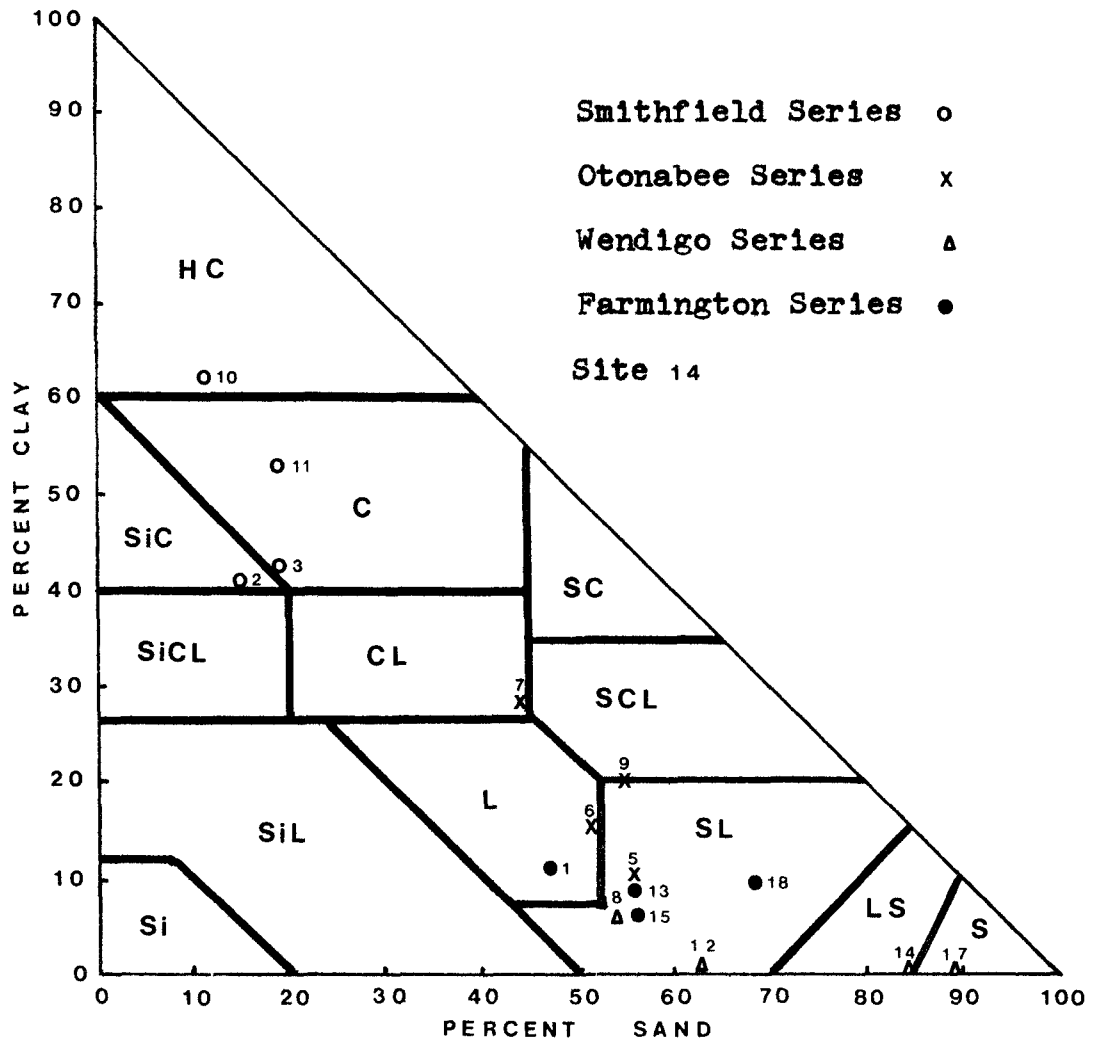 100
90
80
70
60
50
40
30
20
10
0
PERCENT CLAY
Smithfield Series o
Otonabee Series x
Wendigo Series Δ
Farmington Series ●
Site 14
HC
10
11
C
SiC
3
2
SC
SiCL
CL
7
SCL
9
L
6
SL
SiL
5
1
13
18
8
15
Si
LS
S
12
14
17
0 20 30 40 50 60 70 80 90 100
PERCENT SAND